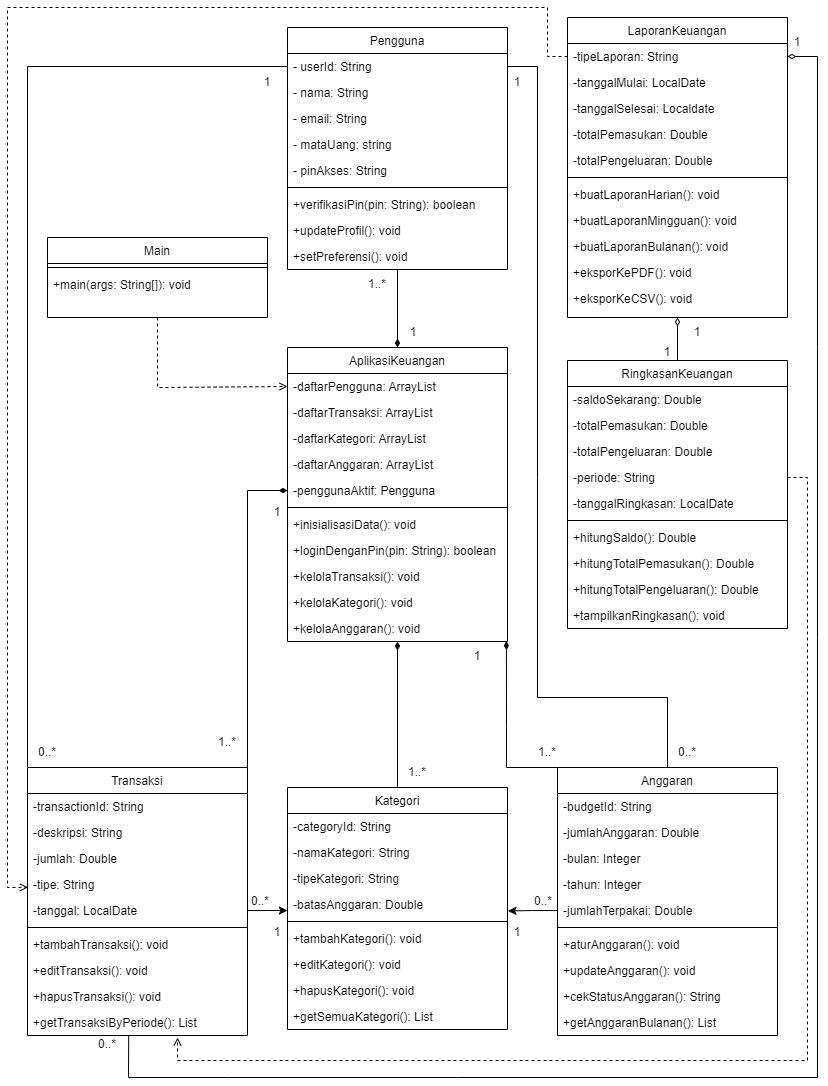 Pengguna
- userId: String
- nama: String
- email: String
- mataUang: string
- pinAkses: String
+verifikasiPin(pin: String): boolean
+updateProfil(): void
+setPreferensi(): void
1
1
1..*
1
LaporanKeuangan
-tipeLaporan: String
-tanggalMulai: LocalDate
-tanggalSelesai: Localdate
-totalPemasukan: Double
-totalPengeluaran: Double
+buatLaporanHarian(): void
+buatLaporanMingguan(): void
+buatLaporanBulanan(): void
+eksporKePDF(): void
+eksporKeCSV(): void
1
1
1
Main
+main(args: String[]): void
AplikasiKeuangan
-daftarPengguna: ArrayList
-daftarTransaksi: ArrayList
-daftarKategori: ArrayList
-daftarAnggaran: ArrayList
-penggunaAktif: Pengguna
+inisialisasiData(): void
+loginDenganPin(pin: String): boolean
+kelolaTransaksi(): void
+kelolaKategori(): void
+kelolaAnggaran(): void
1
1
RingkasanKeuangan
-saldoSekarang: Double
-totalPemasukan: Double
-totalPengeluaran: Double
-periode: String
-tanggalRingkasan: LocalDate
+hitungSaldo(): Double
+hitungTotalPemasukan(): Double
+hitungTotalPengeluaran(): Double
+tampilkanRingkasan(): void
0..*
1..*
1..*
1..*
0..*
Transaksi
-transactionId: String
-deskripsi: String
-jumlah: Double
-tipe: String
-tanggal: LocalDate
+tambahTransaksi(): void
+editTransaksi(): void
+hapusTransaksi(): void
+getTransaksiByPeriode(): List
0..*
0..*
1
Kategori
-categoryId: String
-namaKategori: String
-tipeKategori: String
-batasAnggaran: Double
+tambahKategori(): void
+editKategori(): void
+hapusKategori(): void
+getSemuaKategori(): List
0..*
1
Anggaran
-budgetId: String
-jumlahAnggaran: Double
-bulan: Integer
-tahun: Integer
-jumlahTerpakai: Double
+aturAnggaran(): void
+updateAnggaran(): void
+cekStatusAnggaran(): String
+getAnggaranBulanan(): List